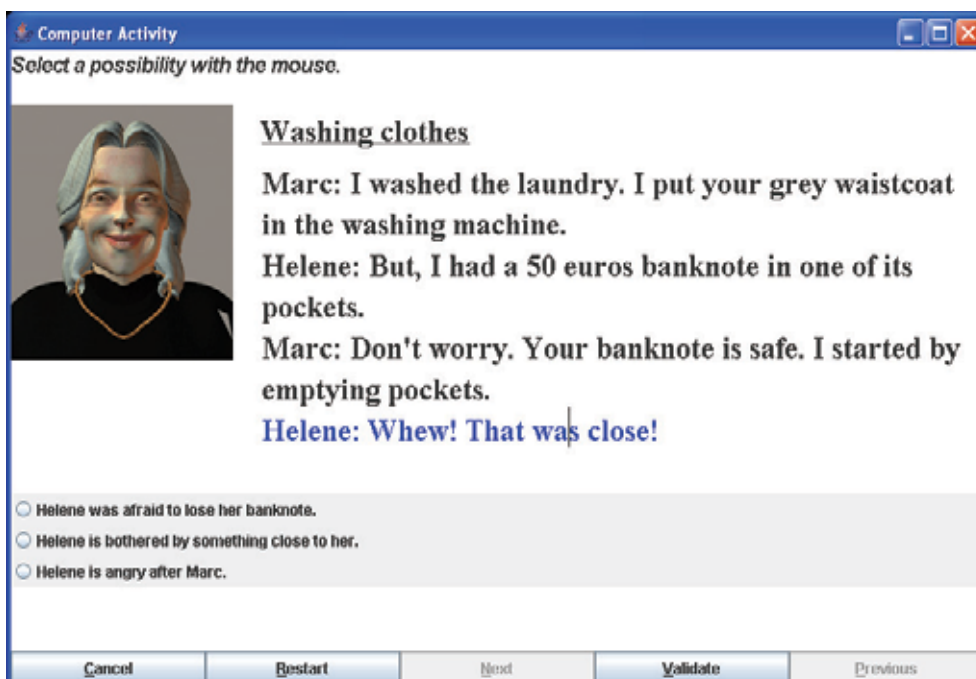 Computer Activity
Select a possibility with the mouse.
Washing clothes
Marc: I washed the laundry. I put your grey waistcoat
in the washing machine.
Helene: But, I had a 50 euros banknote in one of its
pockets.
Marc: Don't worry. Your banknote is safe. I started by
emptying pockets.
Helene: Whew! That was close!
Helene was afraid to lose her banknote.
Helene is bothered by something close to her.
Helene is angry after Marc.
Cancel Restart Next Validate Previous